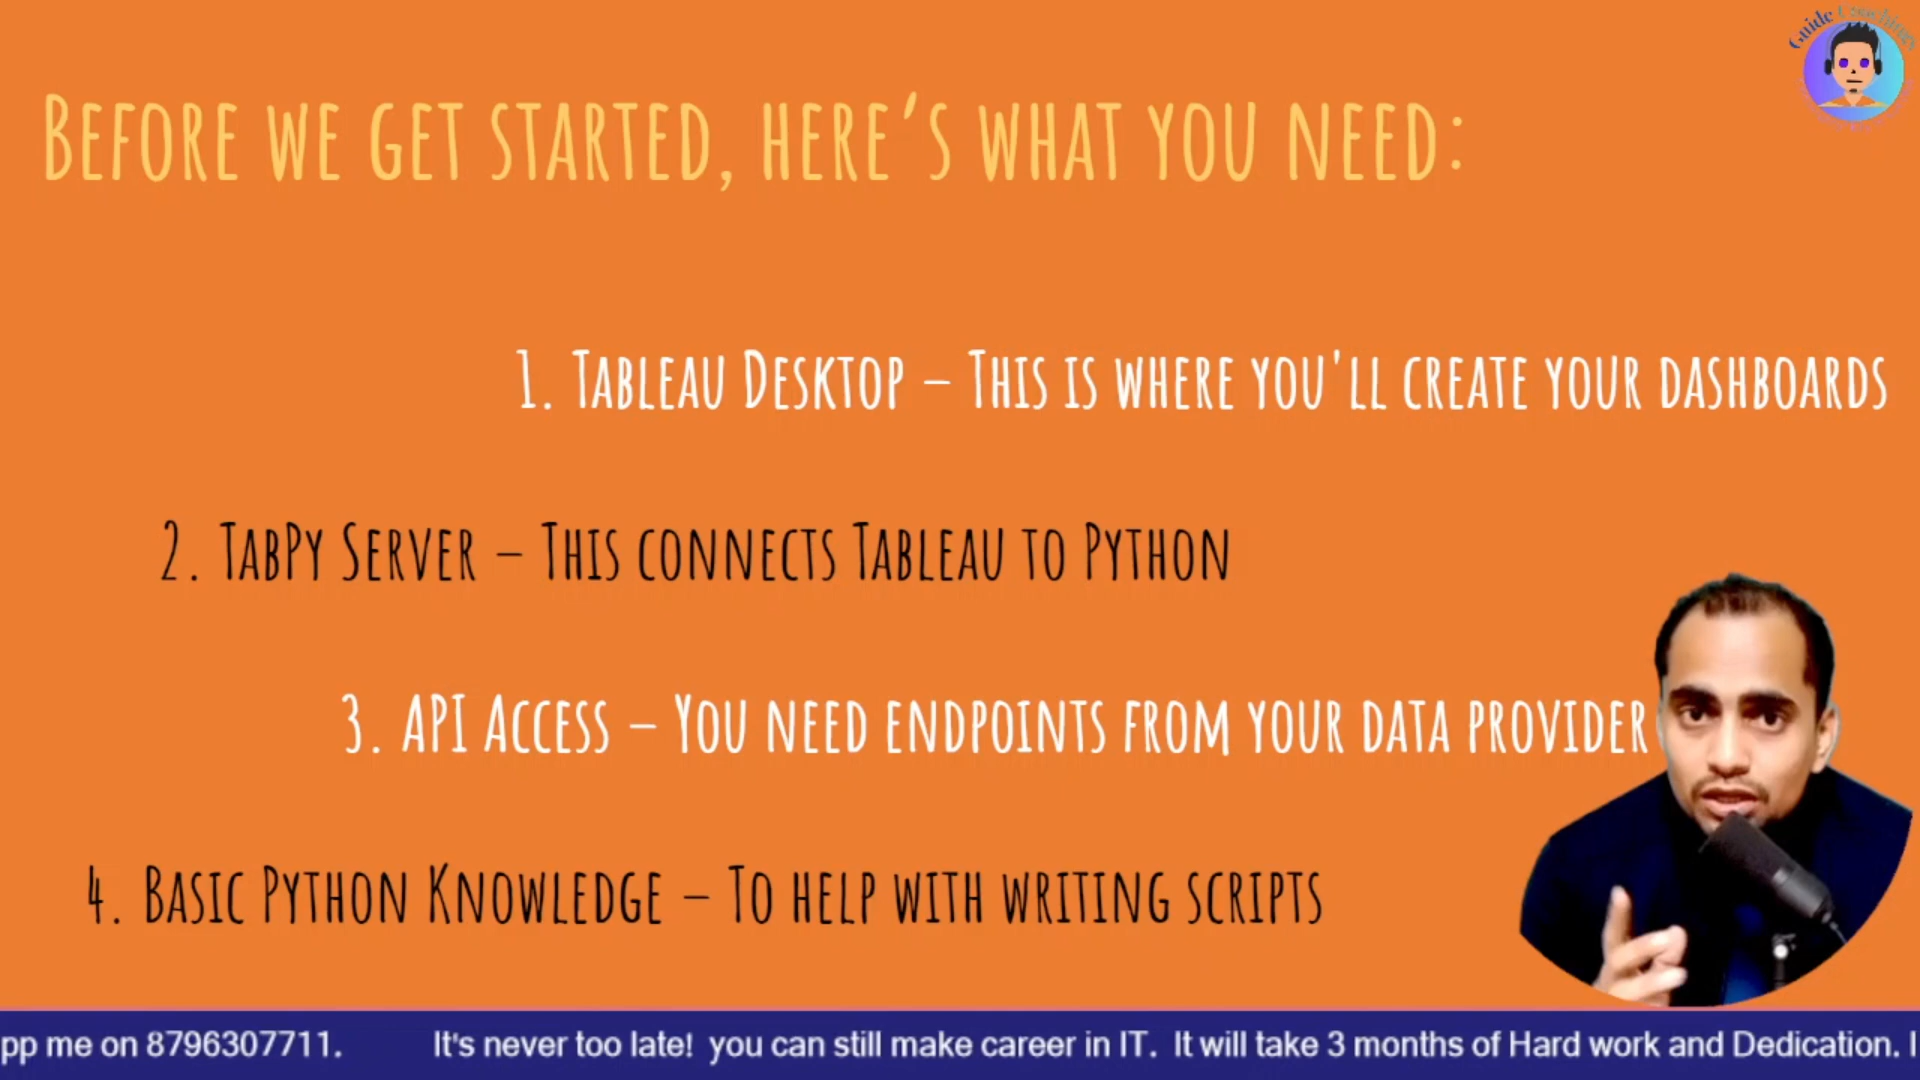 Guide Coachings
Before we get started, here’s what you need:
1. Tableau Desktop – This is where you'll create your dashboards
2. TabPy Server – This connects Tableau to Python
3. API Access – You need endpoints from your data provider
4. Basic Python Knowledge – To help with writing scripts
pp me on 8796307711. It's never too late! you can still make career in IT. It will take 3 months of Hard work and Dedication. I